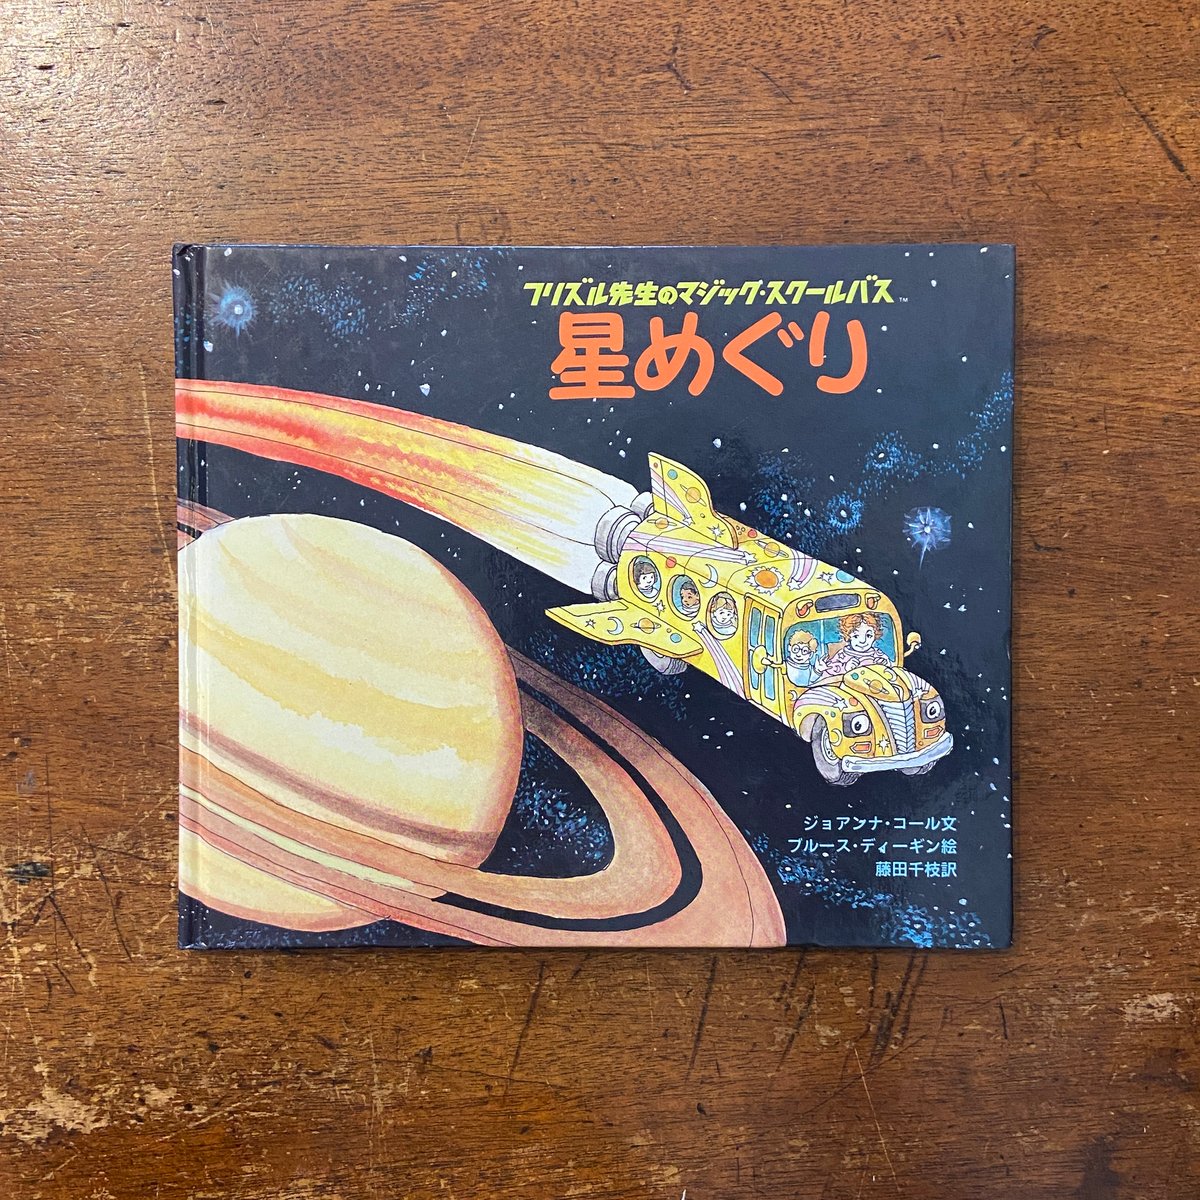 フリズル先生のマジック・スクールバス™
星めぐり
ジョアンナ・コール文
ブルース・ディーギン絵
藤田千枝訳